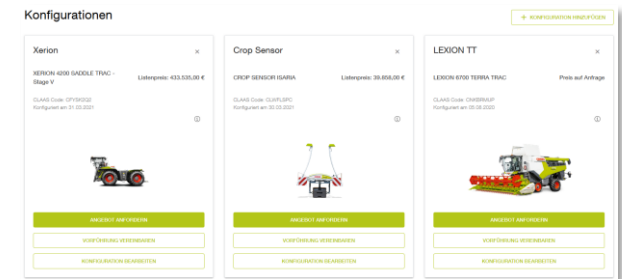 Konfigurationen
+ KONFIGURATION HINZUFÜGEN
Xerion ×
XERION 4200 SADDLE TRAC - Listenpreis: 433.535,00 €
Stage V
CLAAS Code:
Konfiguriert am 31.03.2021
ANGEBOT ANFORDERN
VORFÜHRUNG VEREINBAREN
KONFIGURATION BEARBEITEN
Crop Sensor ×
CROP SENSOR ISARIA Listenpreis: 39.656,00 €
CLAAS Code:
Konfiguriert am 30.03.2021
ANGEBOT ANFORDERN
VORFÜHRUNG VEREINBAREN
KONFIGURATION BEARBEITEN
LEXION TT ×
LEXION 8700 TERRA TRAC Preis auf Anfrage
CLAAS Code:
Konfiguriert am
ANGEBOT ANFORDERN
VORFÜHRUNG VEREINBAREN
KONFIGURATION BEARBEITEN